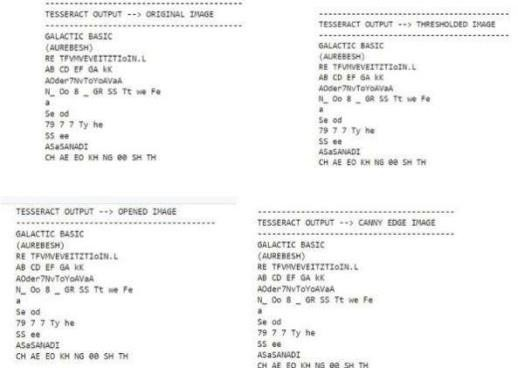 TESSERACT OUTPUT --> ORIGINAL IMAGE
GALACTIC BASIC
(AUREBESH)
RE TFVMVEVEITZTIoIN.L
AB CD EF GA kK
AOder7NvToYoAVaA
N_ Oo 8 _ GR SS Tt we Fe
a
Se od
79 7 7 Ty he
SS ee
ASaSANADI
CH AE EO KH NG 00 SH TH
TESSERACT OUTPUT --> THRESHOLDED IMAGE
GALACTIC BASIC
(AUREBESH)
RE TFVMVEVEITZTIoIN.L
AB CD EF GA kK
AOder7NvToYoAVaA
N_ Oo 8 _ GR SS Tt we Fe
a
Se od
79 7 7 Ty he
SS ee
ASaSANADI
CH AE EO KH NG 00 SH TH
TESSERACT OUTPUT --> OPENED IMAGE
GALACTIC BASIC
(AUREBESH)
RE TFVMVEVEITZTIoIN.L
AB CD EF GA kK
AOder7NvToYoAVaA
N_ Oo 8 _ GR SS Tt we Fe
a
Se od
79 7 7 Ty he
SS ee
ASaSANADI
CH AE EO KH NG 00 SH TH
TESSERACT OUTPUT --> CANNY EDGE IMAGE
GALACTIC BASIC
(AUREBESH)
RE TFVMVEVEITZTIoIN.L
AB CD EF GA kK
AOder7NvToYoAVaA
N_ Oo 8 _ GR SS Tt we Fe
a
Se od
79 7 7 Ty he
SS ee
ASaSANADI
CH AE EO KH NG 00 SH TH